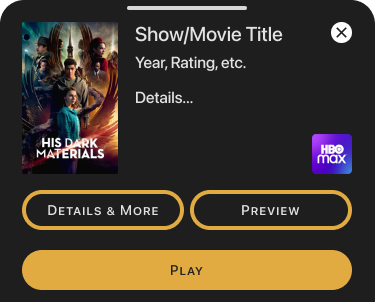 Show/Movie Title
Year, Rating, etc.
Details...
HIS DARK
MATERIALS
HBO
max
DETAILS & MORE
PREVIEW
PLAY